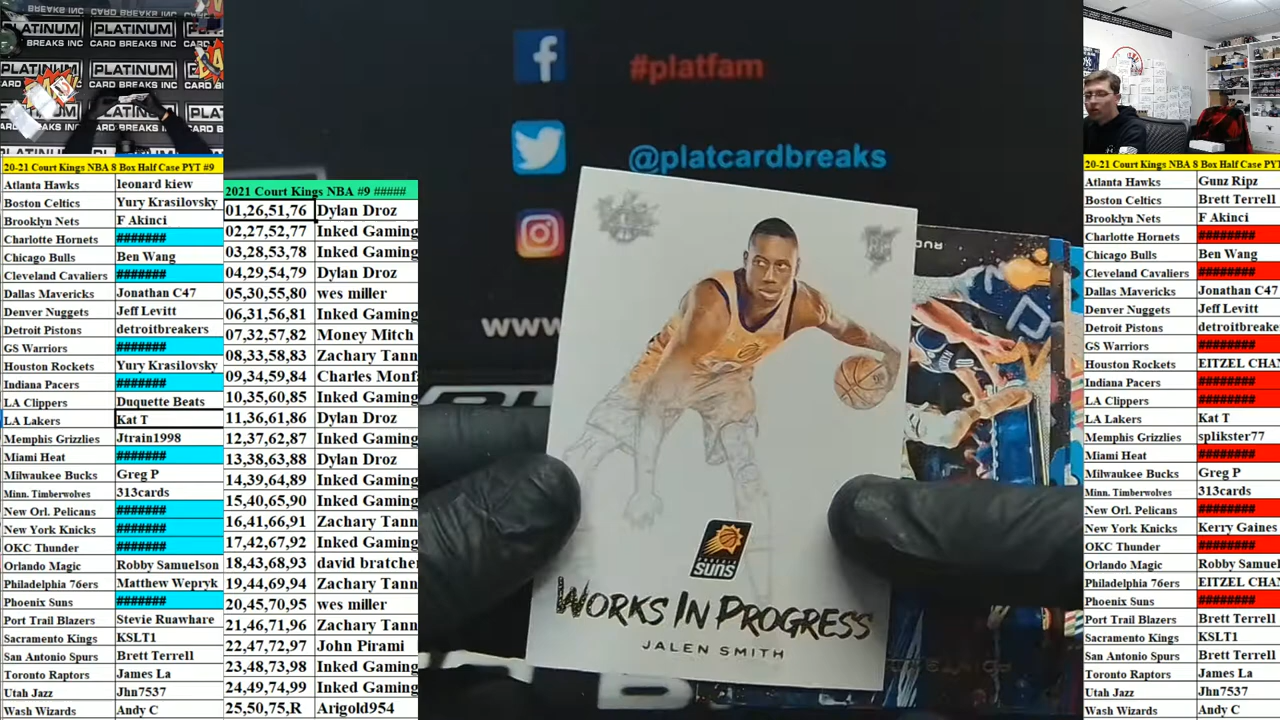 PLATINUM
CARD BREAKS INC
20-21 Court Kings NBA 8 Box Half Case PYT #9
Atlanta Hawks leonard kiew
Boston Celtics Yury Krasilovsky
Brooklyn Nets F Akinci
Charlotte Hornets #######
Chicago Bulls Ben Wang
Cleveland Cavaliers #######
Dallas Mavericks Jonathan C47
Denver Nuggets Jeff Levitt
Detroit Pistons detroitbreakers
GS Warriors #######
Houston Rockets Yury Krasilovsky
Indiana Pacers #######
LA Clippers Duquette Beats
LA Lakers Kat T
Memphis Grizzlies Jtrain1998
Miami Heat #######
Milwaukee Bucks Greg P
Minn. Timberwolves 313cards
New Orl. Pelicans #######
New York Knicks #######
OKC Thunder #######
Orlando Magic Robby Samuelson
Philadelphia 76ers Matthew Wepryk
Phoenix Suns #######
Port Trail Blazers Stevie Ruawhare
Sacramento Kings KSLT1
San Antonio Spurs Brett Terrell
Toronto Raptors James La
Utah Jazz Jhn7537
Wash Wizards Andy C
2021 Court Kings NBA #9 #####
01,26,51,76 Dylan Droz
02,27,52,77 Inked Gaming
03,28,53,78 Inked Gaming
04,29,54,79 Dylan Droz
05,30,55,80 wes miller
06,31,56,81 Inked Gaming
07,32,57,82 Money Mitch
08,33,58,83 Zachary Tann
09,34,59,84 Charles Monf
10,35,60,85 Inked Gaming
11,36,61,86 Dylan Droz
12,37,62,87 Inked Gaming
13,38,63,88 Dylan Droz
14,39,64,89 Inked Gaming
15,40,65,90 Inked Gaming
16,41,66,91 Zachary Tann
17,42,67,92 Inked Gaming
18,43,68,93 david bratche
19,44,69,94 Zachary Tann
20,45,70,95 wes miller
21,46,71,96 Zachary Tann
22,47,72,97 John Pirami
23,48,73,98 Inked Gaming
24,49,74,99 Inked Gaming
25,50,75,R Arigold954
#platfam
@platcardbreaks
www
RC
PHOENIX
SUNS
WORKS IN PROGRESS
JALEN SMITH
20-21 Court Kings NBA 8 Box Half Case PYT
Atlanta Hawks Gunz Ripz
Boston Celtics Brett Terrell
Brooklyn Nets F Akinci
Charlotte Hornets ########
Chicago Bulls Ben Wang
Cleveland Cavaliers ########
Dallas Mavericks Jonathan C47
Denver Nuggets Jeff Levitt
Detroit Pistons detroitbreake
GS Warriors ########
Houston Rockets EITZEL CHAN
Indiana Pacers ########
LA Clippers ########
LA Lakers Kat T
Memphis Grizzlies splikster77
Miami Heat ########
Milwaukee Bucks Greg P
Minn. Timberwolves 313cards
New Orl. Pelicans ########
New York Knicks Kerry Gaines
OKC Thunder ########
Orlando Magic Robby Samuel
Philadelphia 76ers EITZEL CHAN
Phoenix Suns ########
Port Trail Blazers Brett Terrell
Sacramento Kings KSLT1
San Antonio Spurs Brett Terrell
Toronto Raptors James La
Utah Jazz Jhn7537
Wash Wizards Andy C